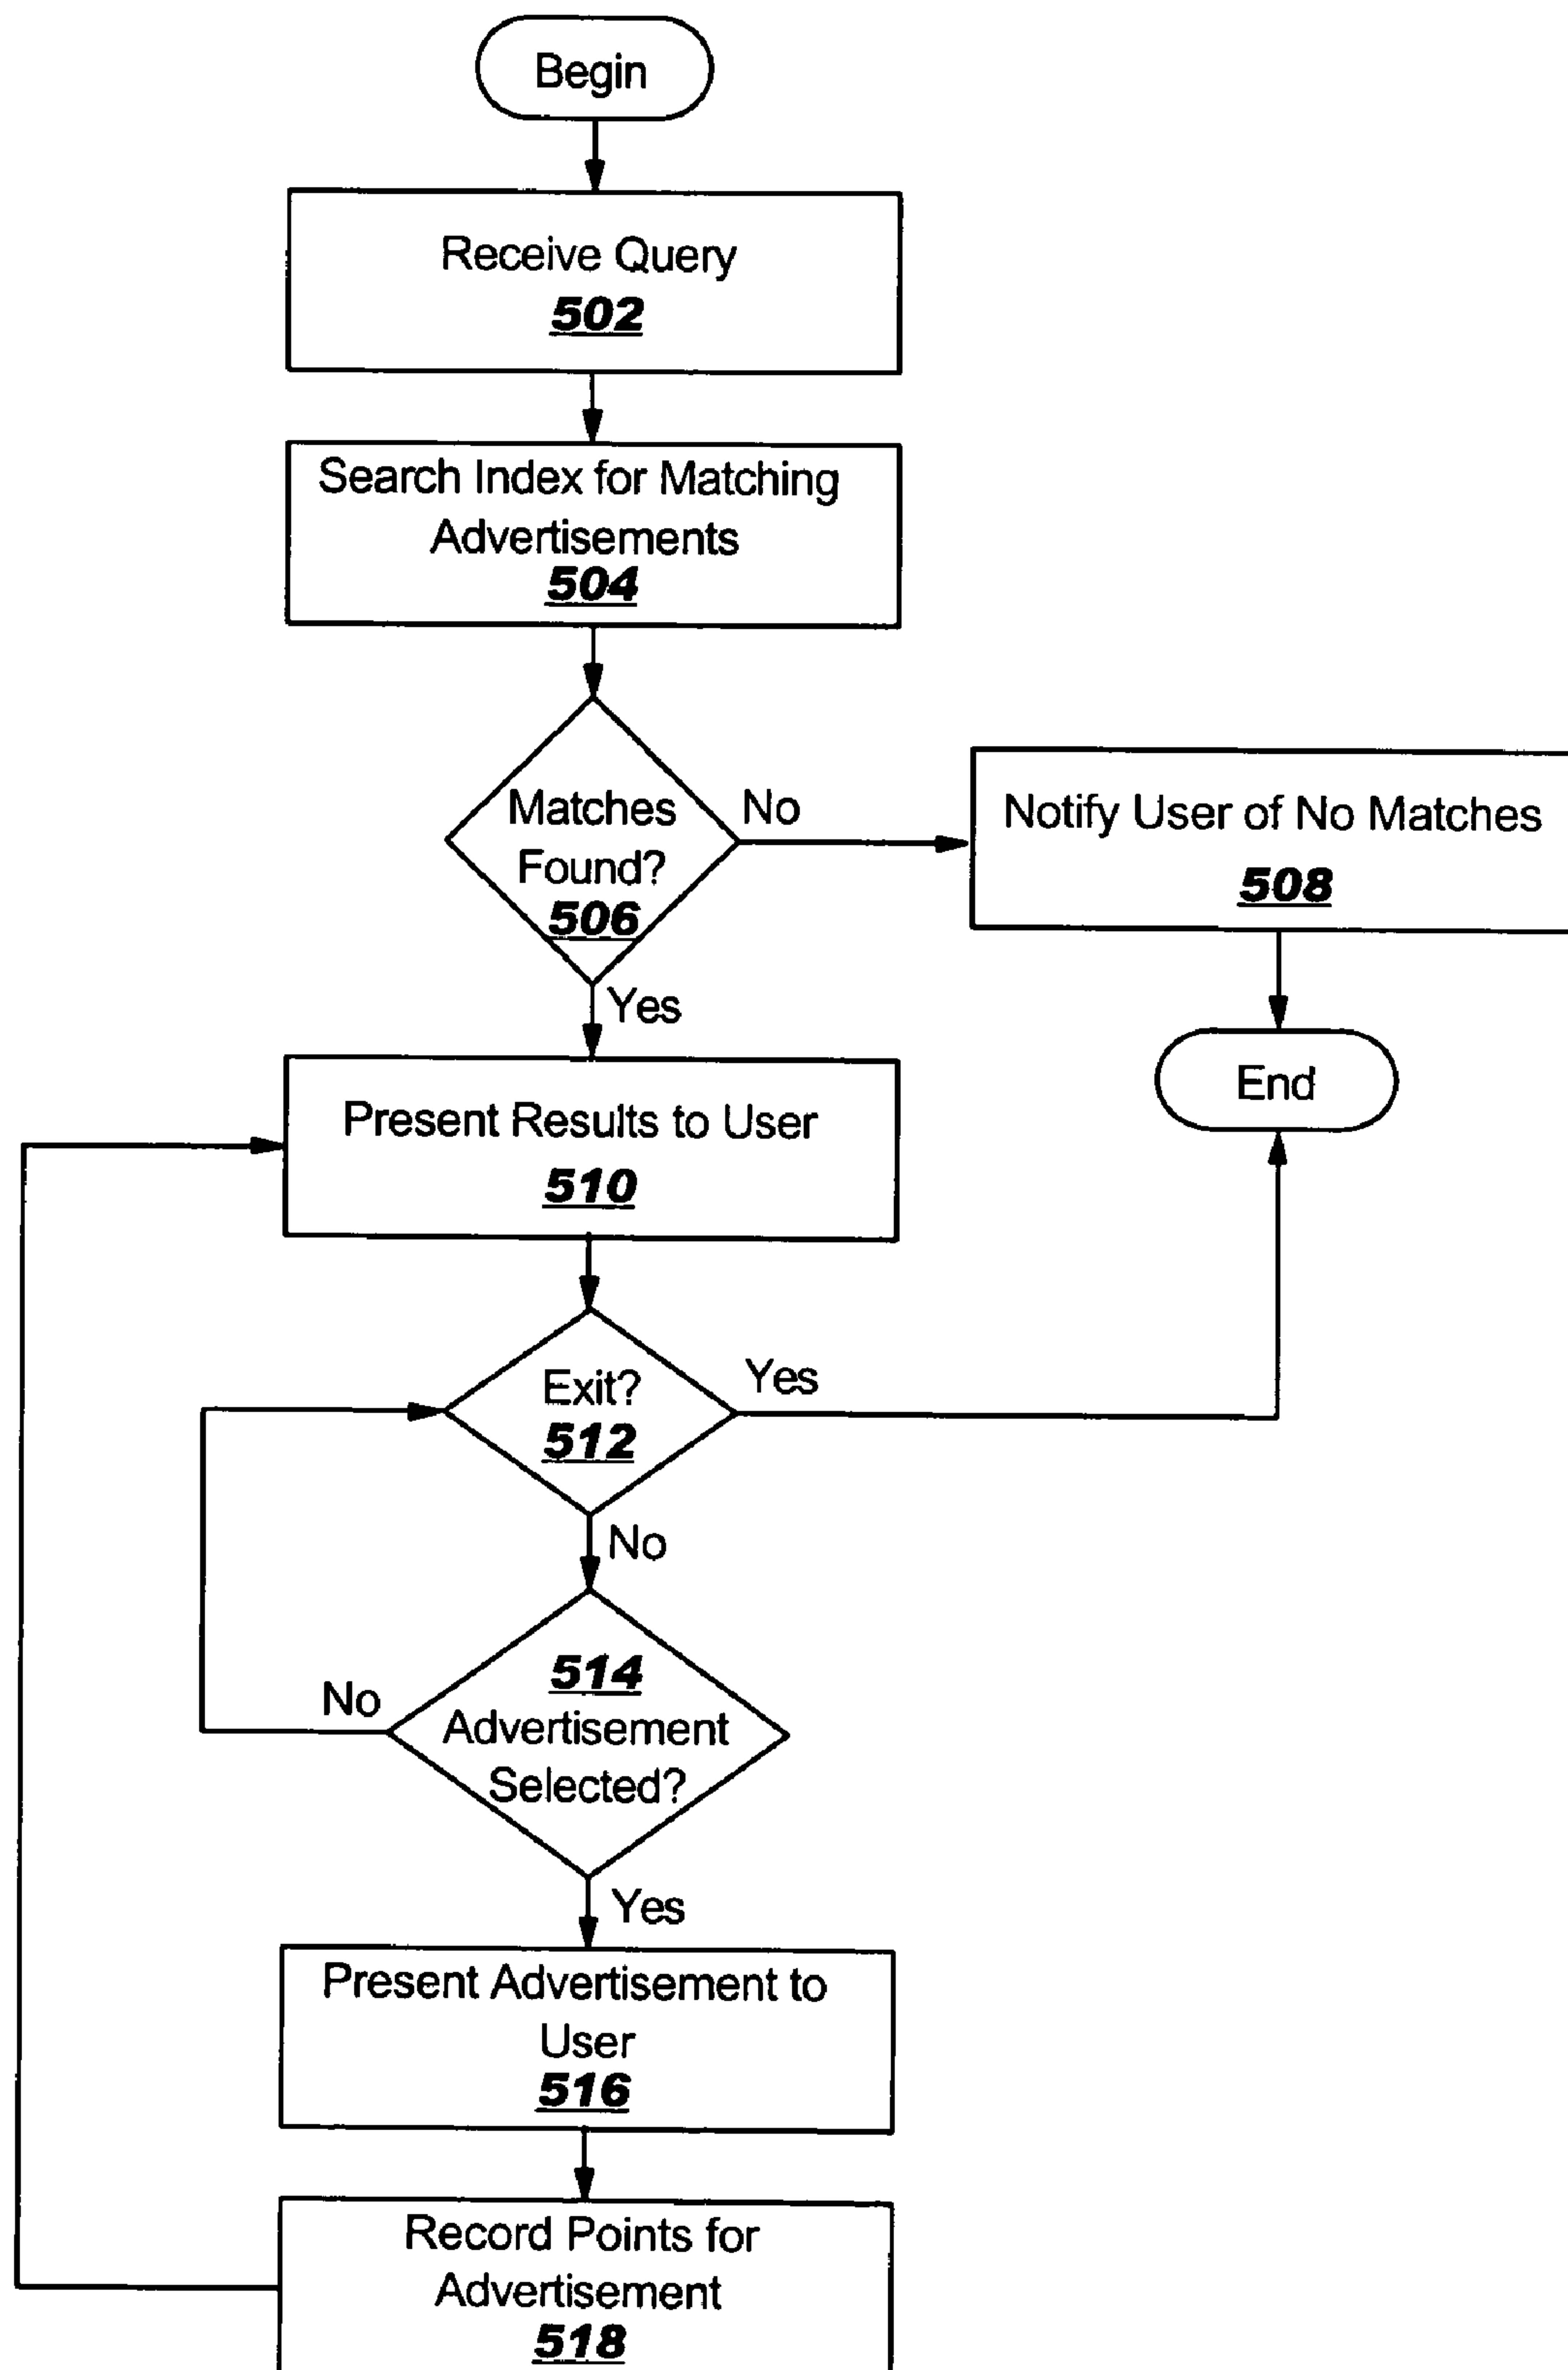 Begin
Receive Query
502
Search Index for Matching
Advertisements
504
Matches
Found?
506
No
Notify User of No Matches
508
Yes
End
Present Results to User
510
Exit?
512
Yes
No
514
Advertisement
Selected?
No
Yes
Present Advertisement to
User
516
Record Points for
Advertisement
518